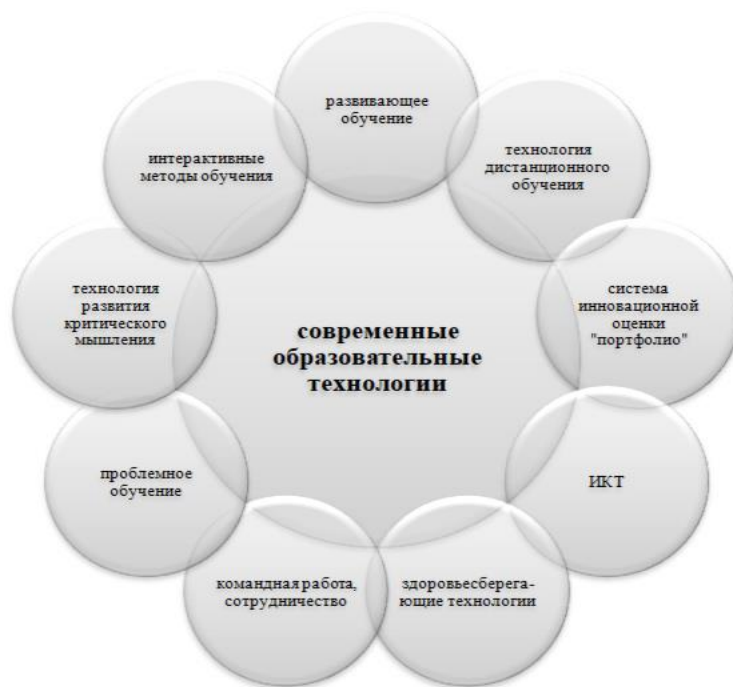 развивающее
обучение
технология
дистанционного
обучения
система
инновационной
оценки
"портфолио"
ИКТ
здоровьесберега-
ющие технологии
командная работа,
сотрудничество
проблемное
обучение
технология
развития
критического
мышления
интерактивные
методы обучения
современные
образовательные
технологии